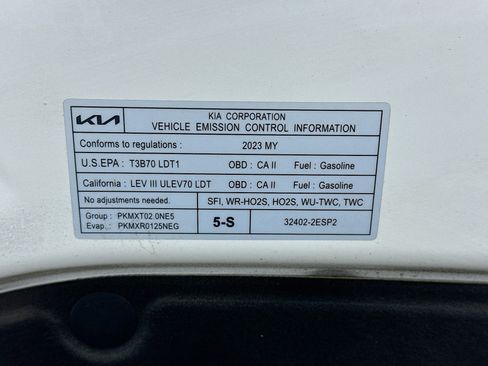 KIA
KIA CORPORATION
VEHICLE EMISSION CONTROL INFORMATION
Conforms to regulations : 2023 MY
U.S.EPA : T3B70 LDT1 OBD : CA II Fuel : Gasoline
California : LEV III ULEV70 LDT OBD : CA II Fuel : Gasoline
No adjustments needed. SFI, WR-HO2S, HO2S, WU-TWC, TWC
Group : PKMXT02.0NE5
Evap. : PKMXR0125NEG
5-S
32402-2ESP2